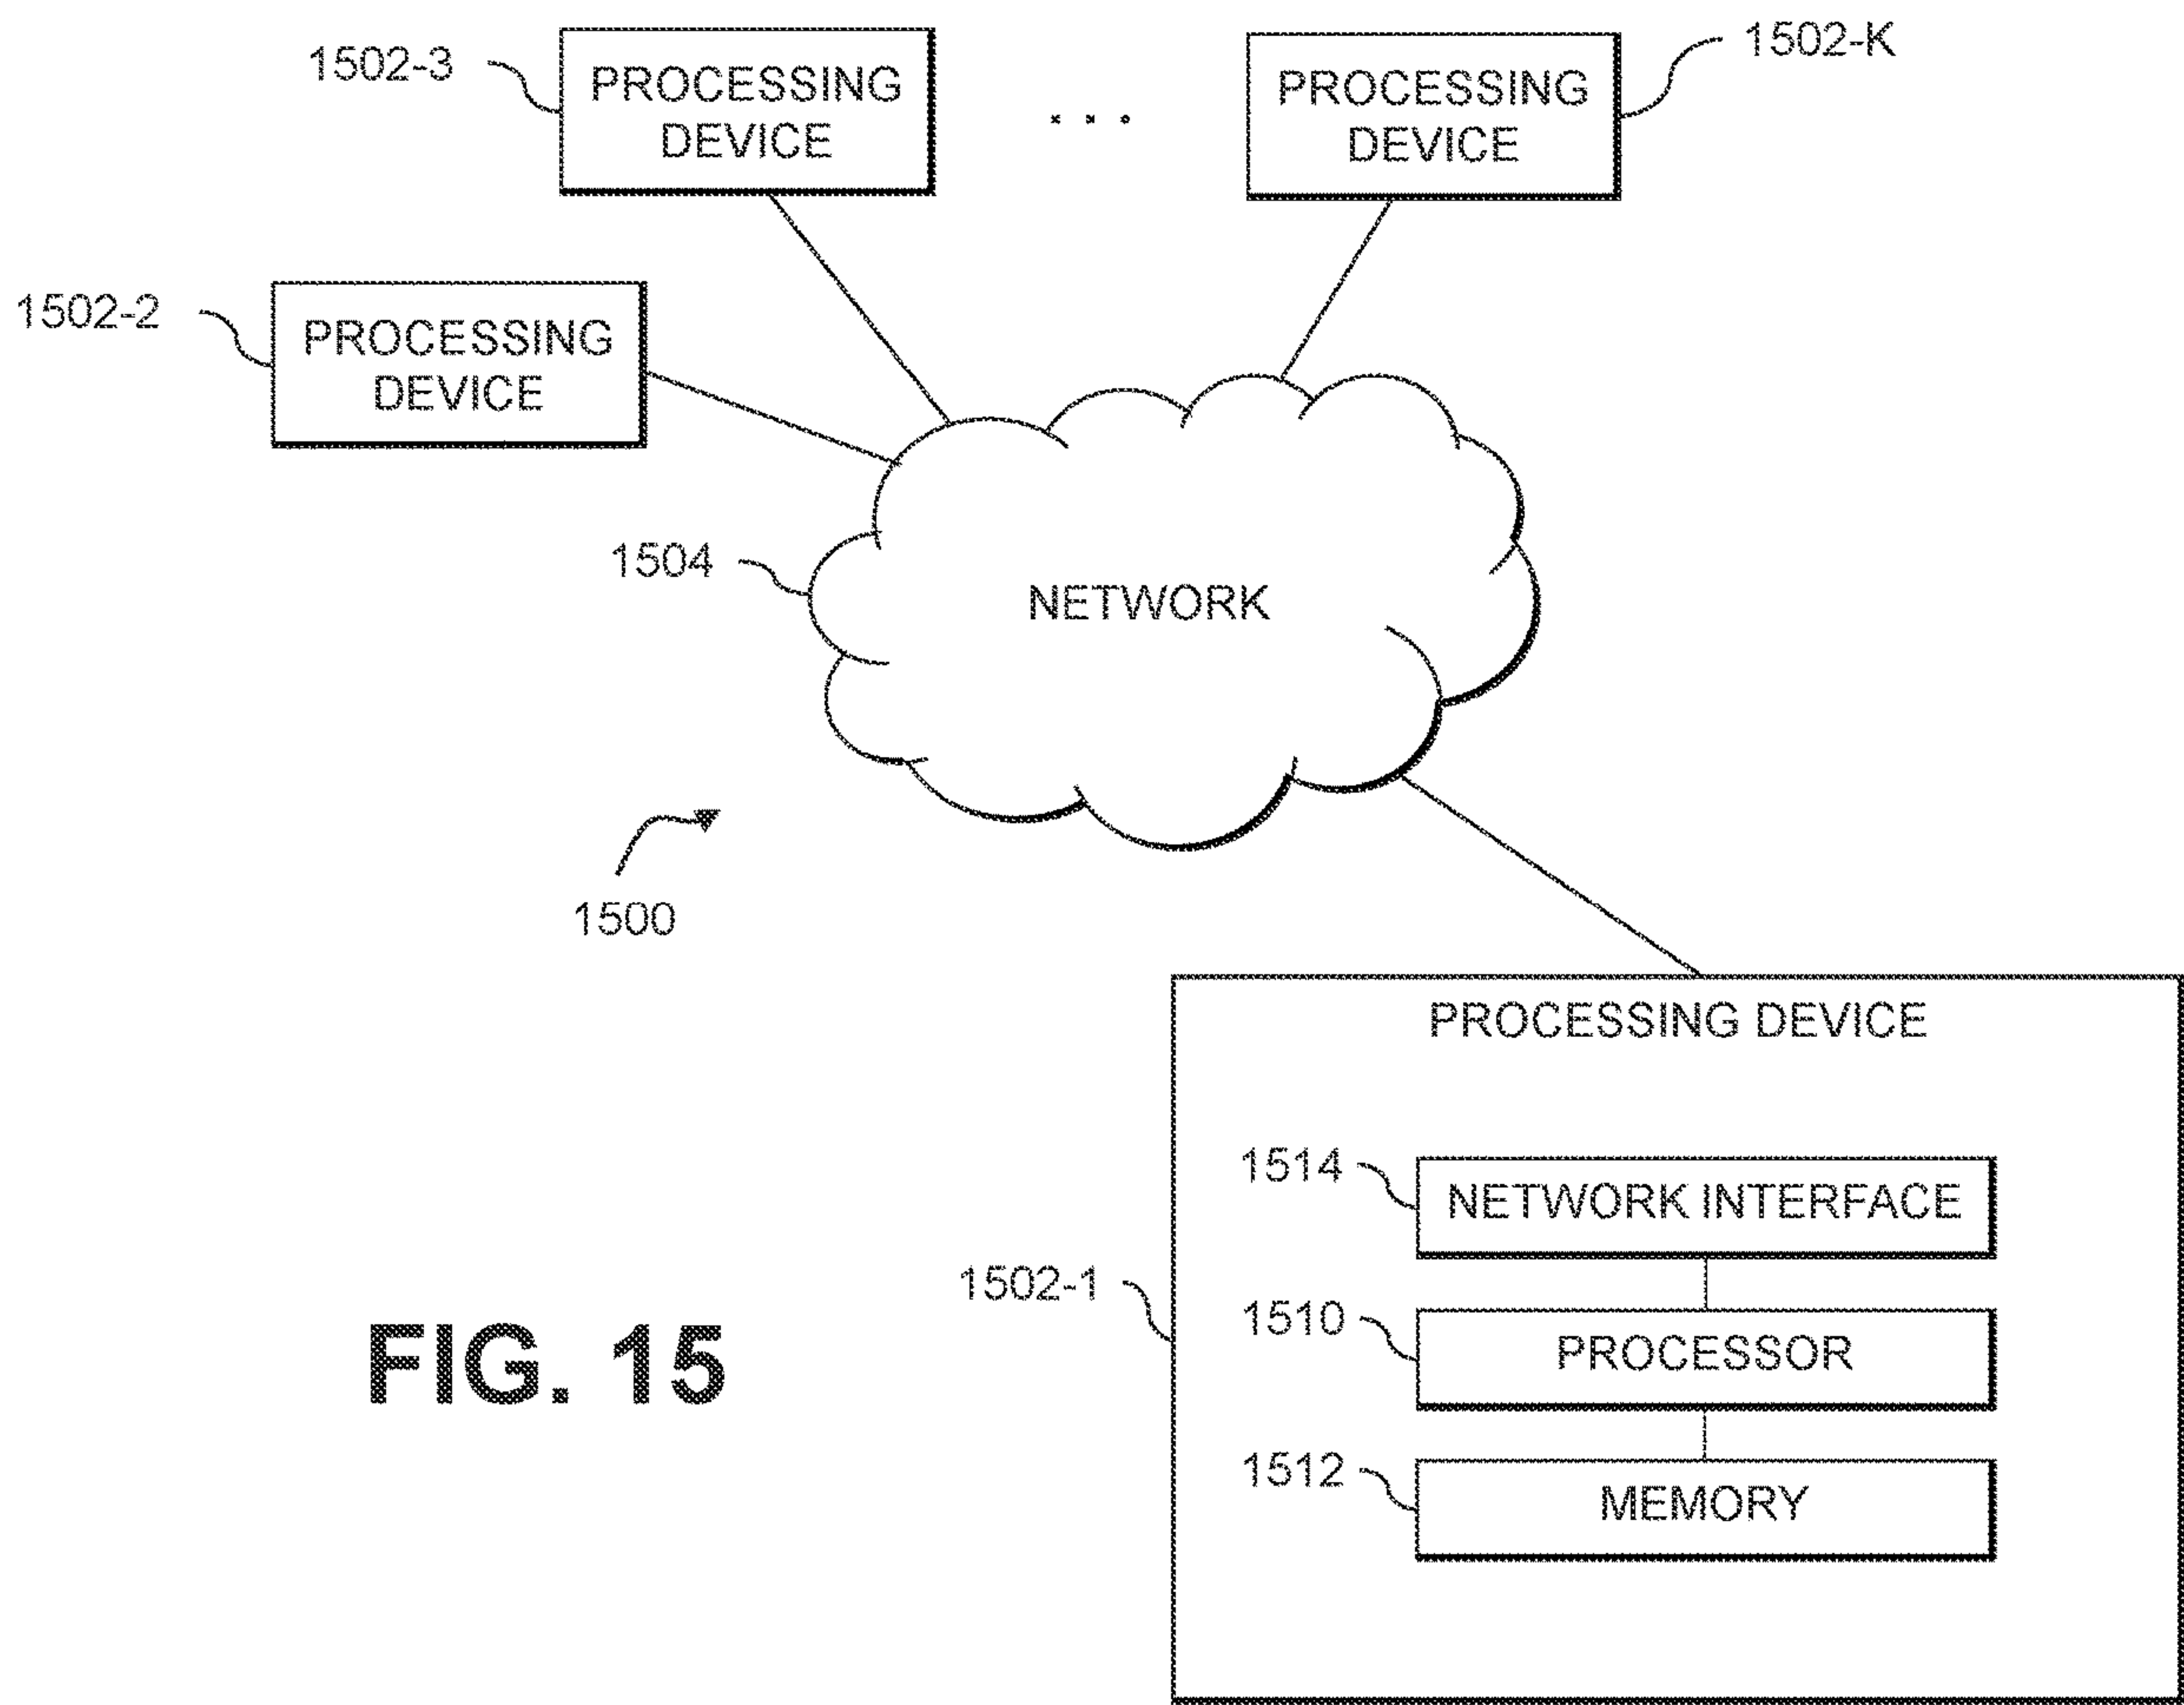 1502-3
PROCESSING
DEVICE
. . .
PROCESSING
DEVICE
1502-K
1502-2
PROCESSING
DEVICE
1504
NETWORK
1500
PROCESSING DEVICE
1514
NETWORK INTERFACE
1502-1
1510
PROCESSOR
1512
MEMORY
FIG. 15